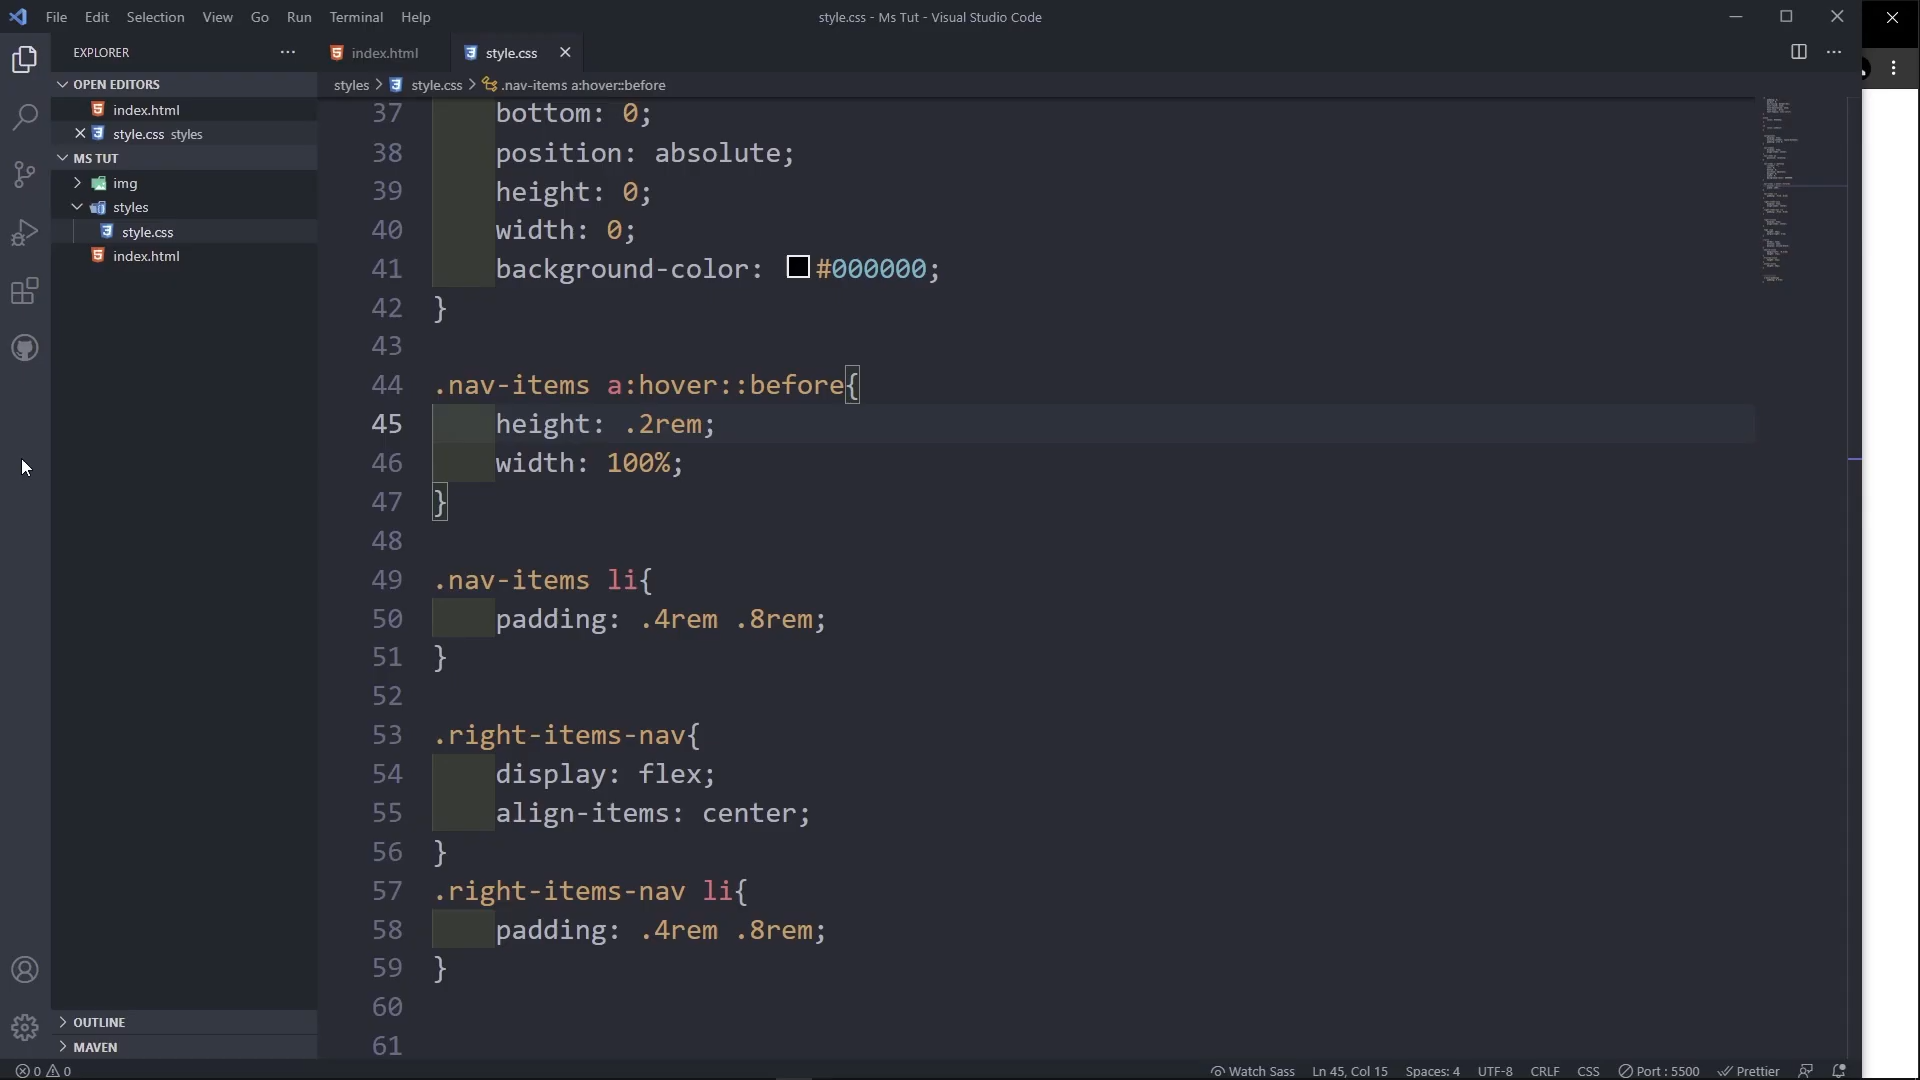 File Edit Selection View Go Run Terminal Help
style.css - Ms Tut - Visual Studio Code
EXPLORER
OPEN EDITORS
index.html
style.css styles
MS TUT
img
styles
style.css
index.html
OUTLINE
MAVEN
index.html
style.css
styles > style.css > .nav-items a:hover::before
37 bottom: 0;
38 position: absolute;
39 height: 0;
40 width: 0;
41 background-color: #000000;
42 }
43
44 .nav-items a:hover::before{
45 height: .2rem;
46 width: 100%;
47 }
48
49 .nav-items li{
50 padding: .4rem .8rem;
51 }
52
53 .right-items-nav{
54 display: flex;
55 align-items: center;
56 }
57 .right-items-nav li{
58 padding: .4rem .8rem;
59 }
60
61
0 0
Watch Sass Ln 45, Col 15 Spaces: 4 UTF-8 CRLF CSS Port : 5500 Prettier